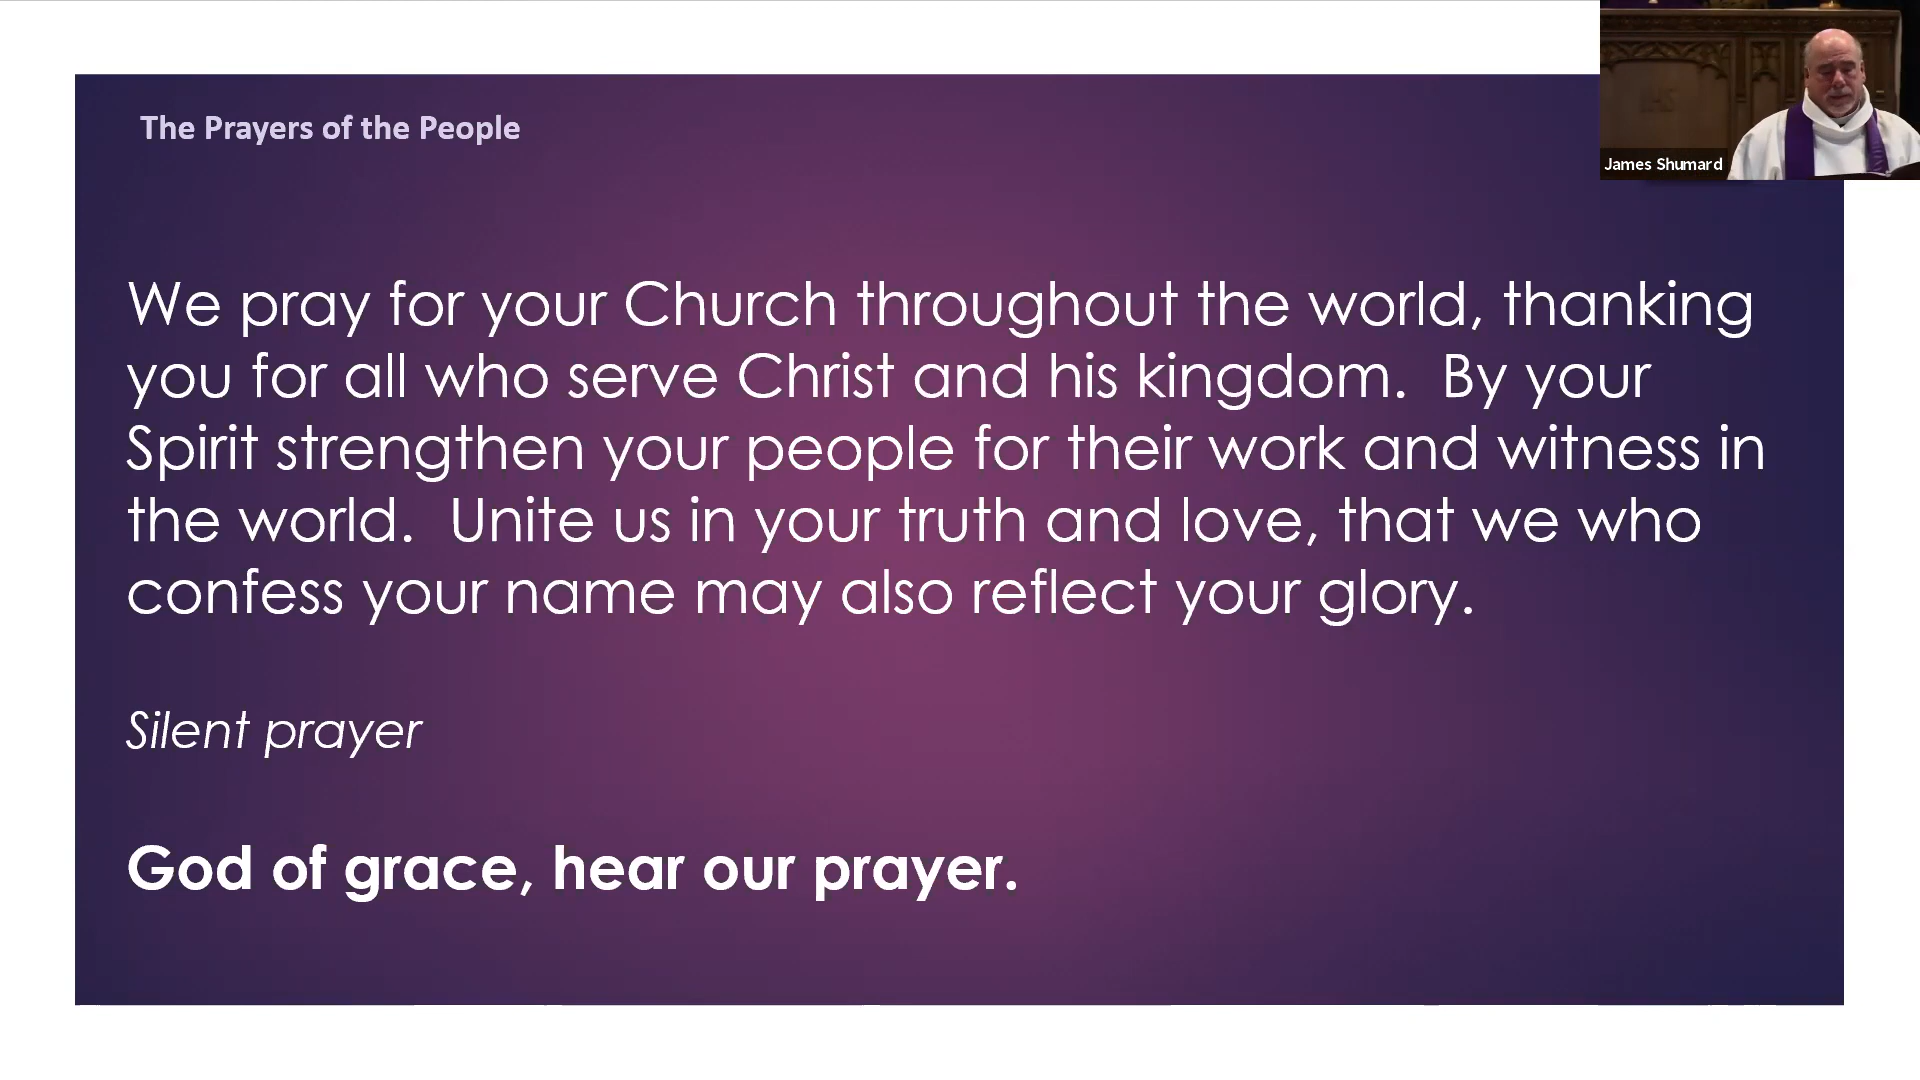 The Prayers of the People
James Shumard
We pray for your Church throughout the world, thanking
you for all who serve Christ and his kingdom.  By your
Spirit strengthen your people for their work and witness in
the world.  Unite us in your truth and love, that we who
confess your name may also reflect your glory.
Silent prayer
God of grace, hear our prayer.